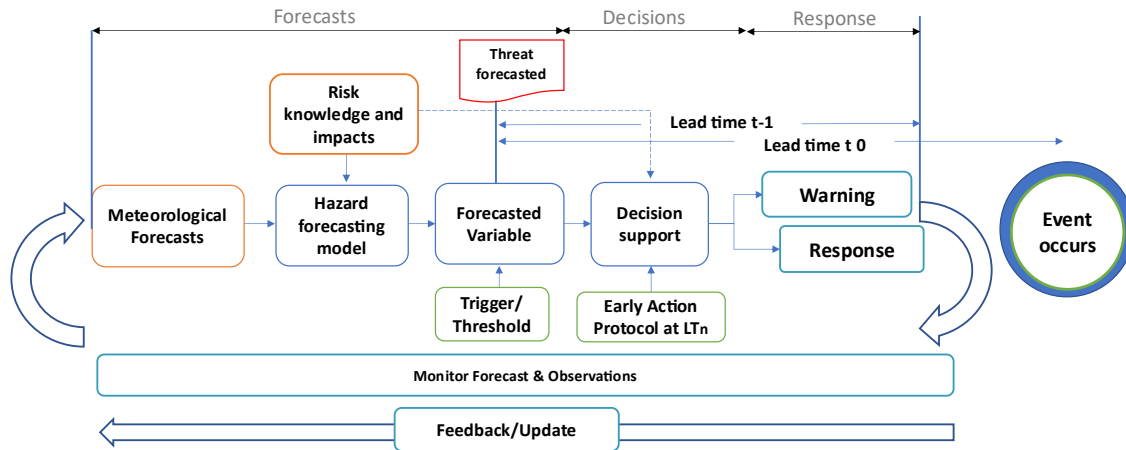 Forecasts
Decisions
Response
Threat
forecasted
Risk
knowledge and
impacts
Lead time t-1
Lead time t 0
Meteorological
Forecasts
Hazard
forecasting
model
Forecasted
Variable
Decision
support
Warning
Response
Event
occurs
Trigger/
Threshold
Early Action
Protocol at LTn
Monitor Forecast & Observations
Feedback/Update